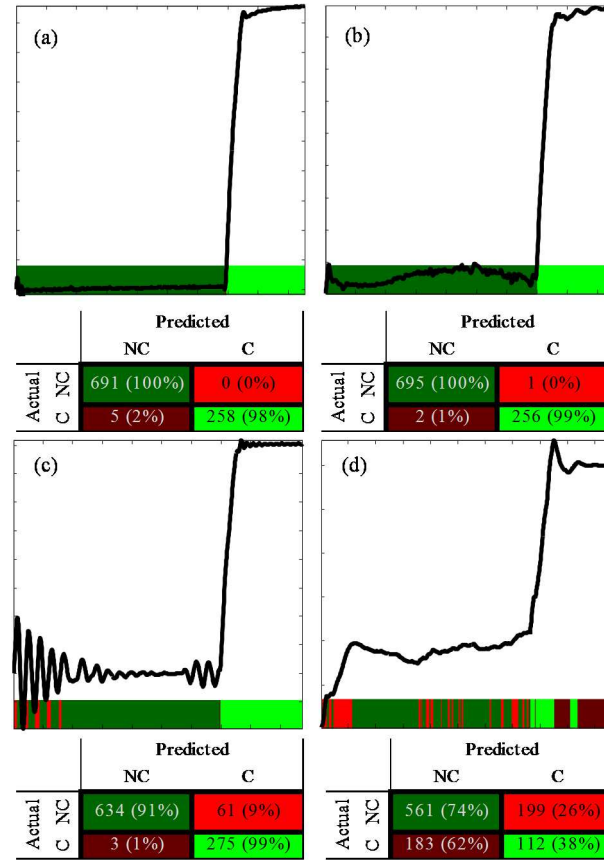 (a)
(b)
Predicted
NC C
Actual
NC 691 (100%) 0 (0%)
C 5 (2%) 258 (98%)
Predicted
NC C
Actual
NC 695 (100%) 1 (0%)
C 2 (1%) 256 (99%)
(c)
(d)
Predicted
NC C
Actual
NC 634 (91%) 61 (9%)
C 3 (1%) 275 (99%)
Predicted
NC C
Actual
NC 561 (74%) 199 (26%)
C 183 (62%) 112 (38%)